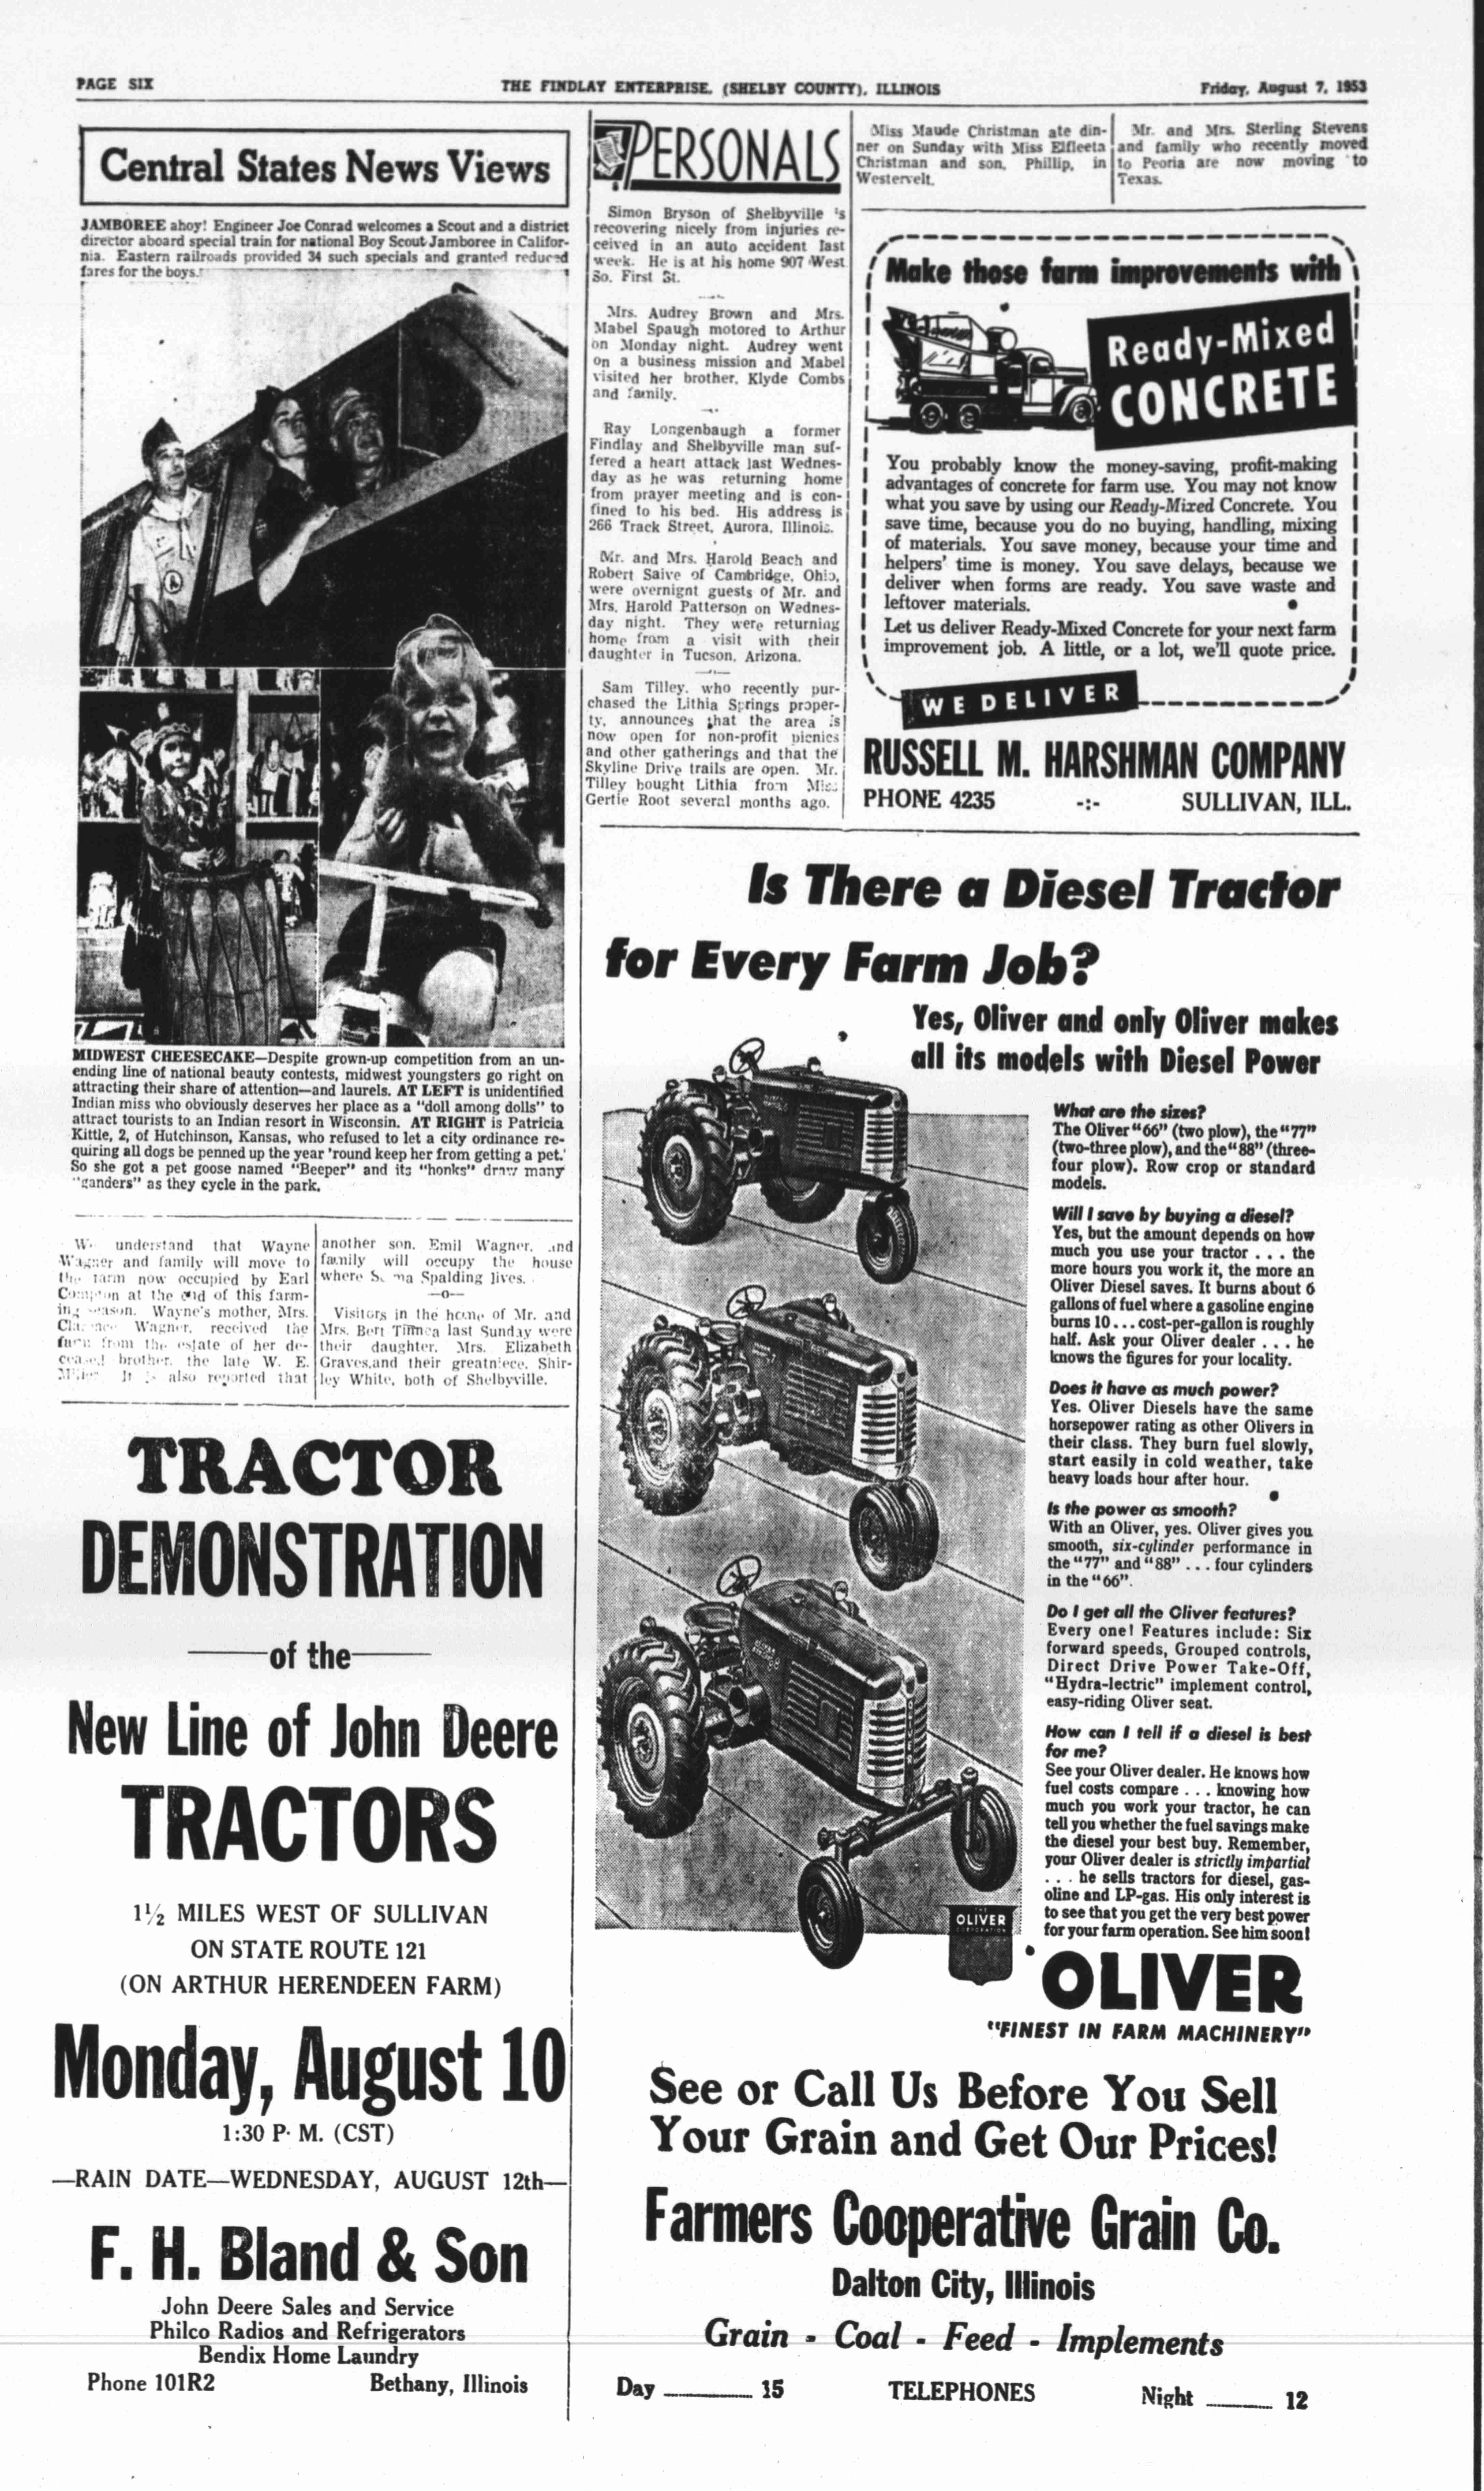 PAGE SIX
THE FINDLAY ENTERPRISE, (SHELBY COUNTY), ILLINOIS
Friday, August 7, 1953
Central States News Views
JAMBOREE ahoy! Engineer Joe Conrad welcomes a Scout and a district
director aboard special train for national Boy Scout Jamboree in Califor-
nia. Eastern railroads provided 34 such specials and granted reduced
fares for the boys.
MIDWEST CHEESECAKE—Despite grown-up competition from an un-
ending line of national beauty contests, midwest youngsters go right on
attracting their share of attention—and laurels. AT LEFT is unidentified
Indian miss who obviously deserves her place as a "doll among dolls" to
attract tourists to an Indian resort in Wisconsin. AT RIGHT is Patricia
Kittle, 2, of Hutchinson, Kansas, who refused to let a city ordinance re-
quiring all dogs be penned up the year 'round keep her from getting a pet.
So she got a pet goose named "Beeper" and its "honks" draw many
"ganders" as they cycle in the park.
We understand that Wayne
Wagner and family will move to
the farm now occupied by Earl
Compton at the end of this farm-
ing season. Wayne's mother, Mrs.
Clarence Wagner, received the
farm from the estate of her de-
ceased brother, the late W. E.
It is also reported that
another son, Emil Wagner, and
family will occupy the house
where Spalding lives.
—o—
Visitors in the home of Mr. and
Mrs. Bert last Sunday were
their daughter, Mrs. Elizabeth
Graves,and their greatniece, Shir-
ley White, both of Shelbyville.
TRACTOR
DEMONSTRATION
——of the——
New Line of John Deere
TRACTORS
1½ MILES WEST OF SULLIVAN
ON STATE ROUTE 121
(ON ARTHUR HERENDEEN FARM)
Monday, August 10
1:30 P. M. (CST)
—RAIN DATE—WEDNESDAY, AUGUST 12th—
F. H. Bland & Son
John Deere Sales and Service
Philco Radios and Refrigerators
Bendix Home Laundry
Phone 101R2 Bethany, Illinois
PERSONALS
Simon Bryson of Shelbyville is
recovering nicely from injuries re-
ceived in an auto accident last
week. He is at his home 907 West
So. First St.
Mrs. Audrey Brown and Mrs.
Mabel Spaugh motored to Arthur
on Monday night. Audrey went
on a business mission and Mabel
visited her brother, Klyde Combs
and family.
Ray Longenbaugh a former
Findlay and Shelbyville man suf-
fered a heart attack last Wednes-
day as he was returning home
from prayer meeting and is con-
fined to his bed. His address is
266 Track Street, Aurora, Illinois.
Mr. and Mrs. Harold Beach and
Robert Saive of Cambridge, Ohio,
were overnignt guests of Mr. and
Mrs. Harold Patterson on Wednes-
day night. They were returning
home from a visit with their
daughter in Tucson, Arizona.
Sam Tilley, who recently pur-
chased the Lithia Springs proper-
ty, announces that the area is
now open for non-profit picnics
and other gatherings and that the
Skyline Drive trails are open. Mr.
Tilley bought Lithia from Miss
Gertie Root several months ago.
Miss Maude Christman ate din-
ner on Sunday with Miss Elfleeta
Christman and son, Phillip, in
Westervelt.
Mr. and Mrs. Sterling Stevens
and family who recently moved
to Peoria are now moving to
Texas.
Make those farm improvements with
Ready-Mixed
CONCRETE
You probably know the money-saving, profit-making
advantages of concrete for farm use. You may not know
what you save by using our Ready-Mixed Concrete. You
save time, because you do no buying, handling, mixing
of materials. You save money, because your time and
helpers' time is money. You save delays, because we
deliver when forms are ready. You save waste and
leftover materials.
Let us deliver Ready-Mixed Concrete for your next farm
improvement job. A little, or a lot, we'll quote price.
WE DELIVER
RUSSELL M. HARSHMAN COMPANY
PHONE 4235 -:- SULLIVAN, ILL.
Is There a Diesel Tractor
for Every Farm Job?
Yes, Oliver and only Oliver makes
all its models with Diesel Power
What are the sizes?
The Oliver "66" (two plow), the "77"
(two-three plow), and the "88" (three-
four plow). Row crop or standard
models.
Will I save by buying a diesel?
Yes, but the amount depends on how
much you use your tractor . . . the
more hours you work it, the more an
Oliver Diesel saves. It burns about 6
gallons of fuel where a gasoline engine
burns 10 . . . cost-per-gallon is roughly
half. Ask your Oliver dealer . . . he
knows the figures for your locality.
Does it have as much power?
Yes. Oliver Diesels have the same
horsepower rating as other Olivers in
their class. They burn fuel slowly,
start easily in cold weather, take
heavy loads hour after hour.
Is the power as smooth?
With an Oliver, yes. Oliver gives you
smooth, six-cylinder performance in
the "77" and "88" . . . four cylinders
in the "66".
Do I get all the Oliver features?
Every one! Features include: Six
forward speeds, Grouped controls,
Direct Drive Power Take-Off,
"Hydra-lectric" implement control,
easy-riding Oliver seat.
How can I tell if a diesel is best
for me?
See your Oliver dealer. He knows how
fuel costs compare . . . knowing how
much you work your tractor, he can
tell you whether the fuel savings make
the diesel your best buy. Remember,
your Oliver dealer is strictly impartial
. . . he sells tractors for diesel, gas-
oline and LP-gas. His only interest is
to see that you get the very best power
for your farm operation. See him soon!
THE
OLIVER
CORPORATION
OLIVER
"FINEST IN FARM MACHINERY"
See or Call Us Before You Sell
Your Grain and Get Our Prices!
Farmers Cooperative Grain Co.
Dalton City, Illinois
Grain - Coal - Feed - Implements
Day ______ 15 TELEPHONES Night ______ 12